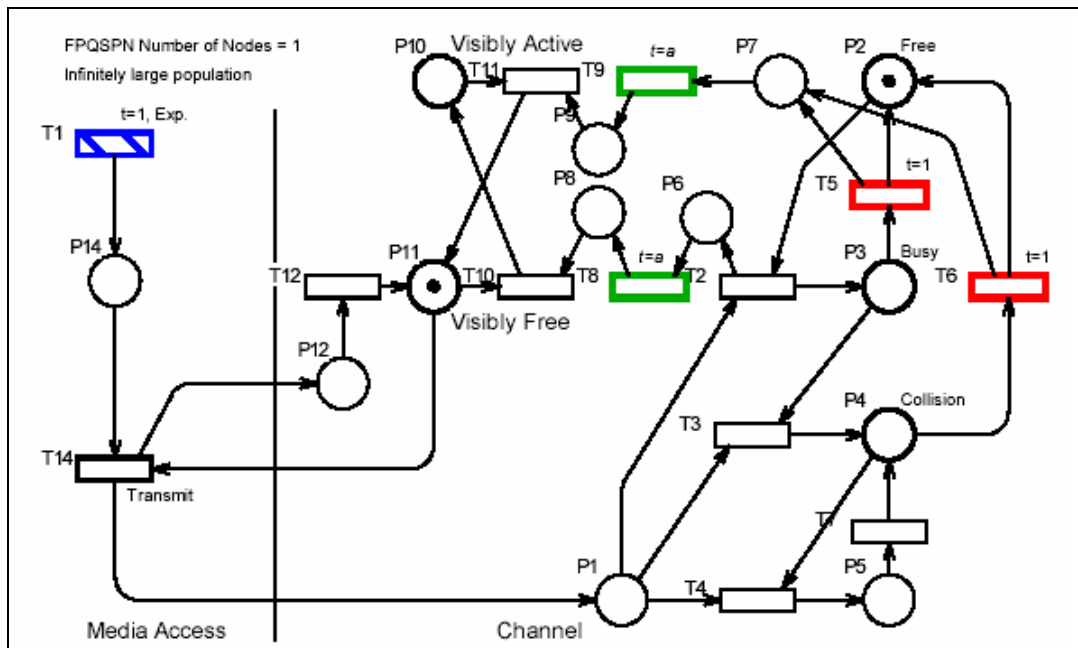 FPQSPN Number of Nodes = 1
Infinitely large population
t=1, Exp.
T1
P14
T14
Transmit
Media Access
P10
Visibly Active
T11
T9
t=a
P7
P2
Free
P9
P8
P6
T5
t=1
P11
T12
T10
T8
t=a
T2
P3
Busy
T6
t=1
Visibly Free
P12
T3
P4
Collision
T7
P1
T4
P5
Channel